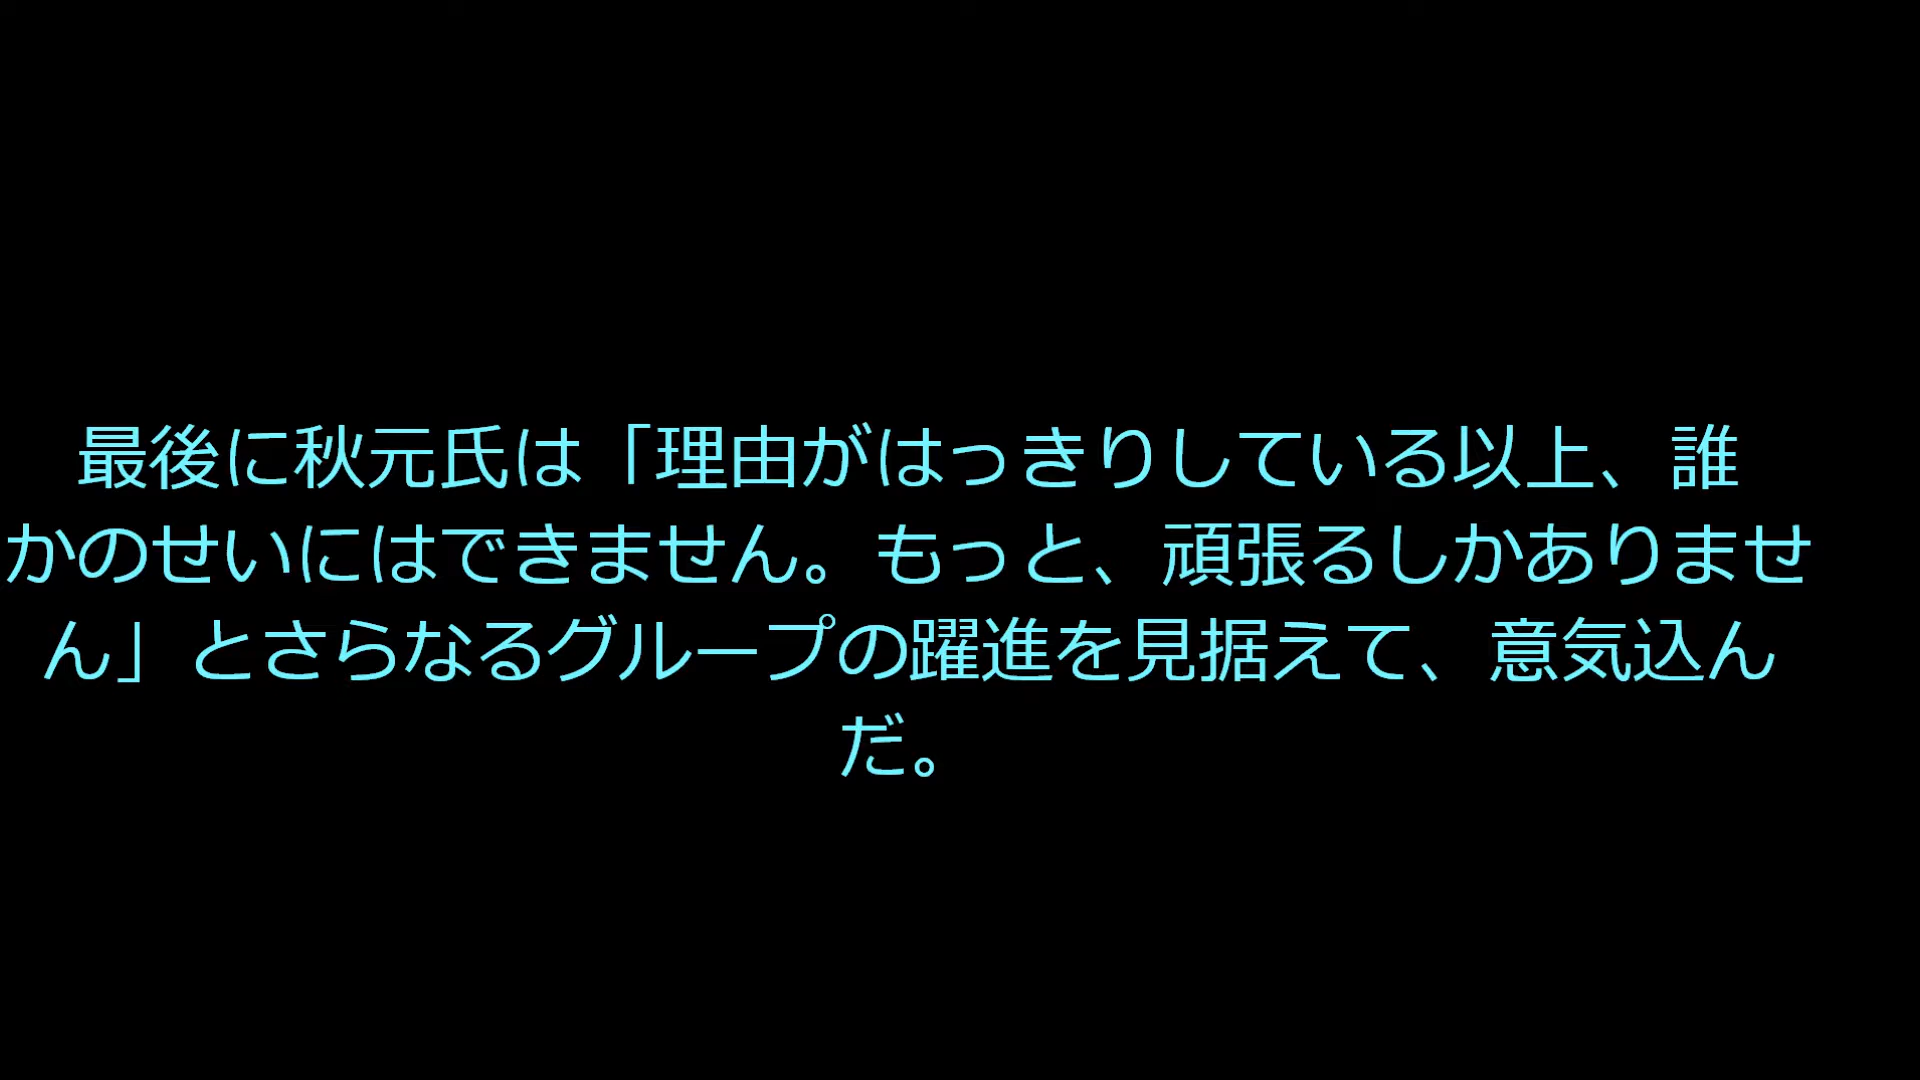 最後に秋元氏は「理由がはっきりしている以上、誰
かのせいにはできません。もっと、頑張るしかありませ
ん」とさらなるグループの躍進を見据えて、意気込ん
だ。